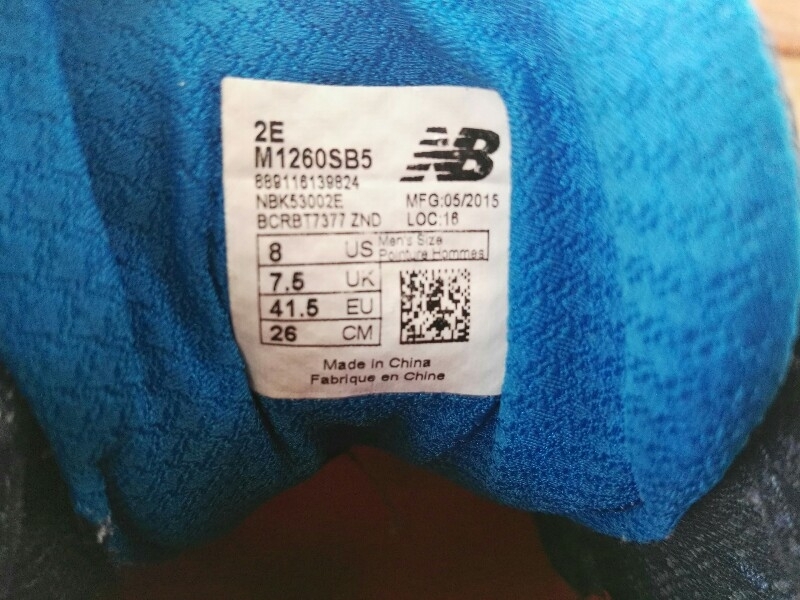 2E
M1260SB5
NB
889116139824
NBK53002E MFG:05/2015
BCRBT7377 ZND LOC:16
8 US Men's Size
Pointure Hommes
7.5 UK
41.5 EU
26 CM
Made in China
Fabrique en Chine